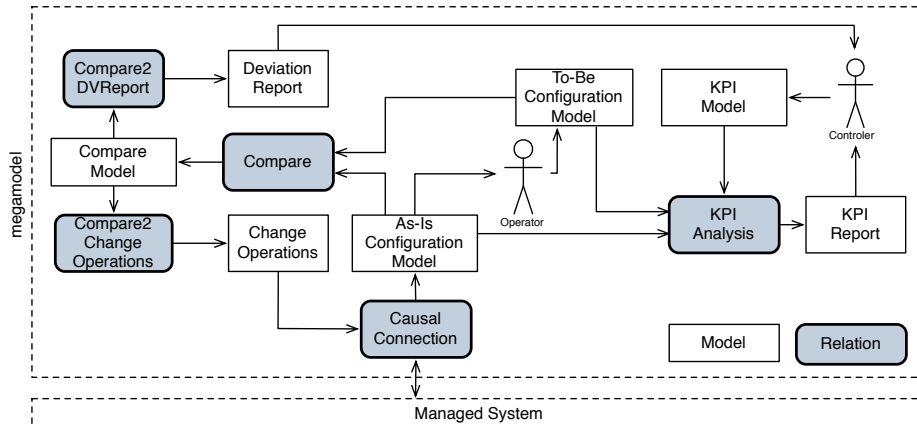 megamodel
Compare2
DVReport
Deviation
Report
To-Be
Configuration
Model
KPI
Model
Controler
Compare
Model
Compare
Operator
Compare2
Change
Operations
Change
Operations
As-Is
Configuration
Model
KPI
Analysis
KPI
Report
Causal
Connection
Model
Relation
Managed System